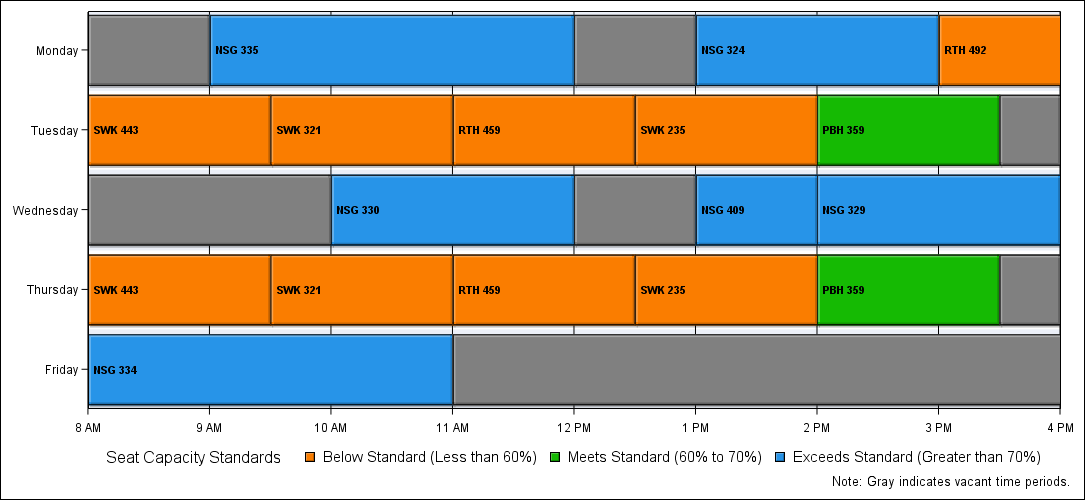 Monday NSG 335 NSG 324 RTH 492
Tuesday SWK 443 SWK 321 RTH 459 SWK 235 PBH 359
Wednesday NSG 330 NSG 409 NSG 329
Thursday SWK 443 SWK 321 RTH 459 SWK 235 PBH 359
Friday NSG 334
8 AM 9 AM 10 AM 11 AM 12 PM 1 PM 2 PM 3 PM 4 PM
Seat Capacity Standards Below Standard (Less than 60%) Meets Standard (60% to 70%) Exceeds Standard (Greater than 70%)
Note: Gray indicates vacant time periods.